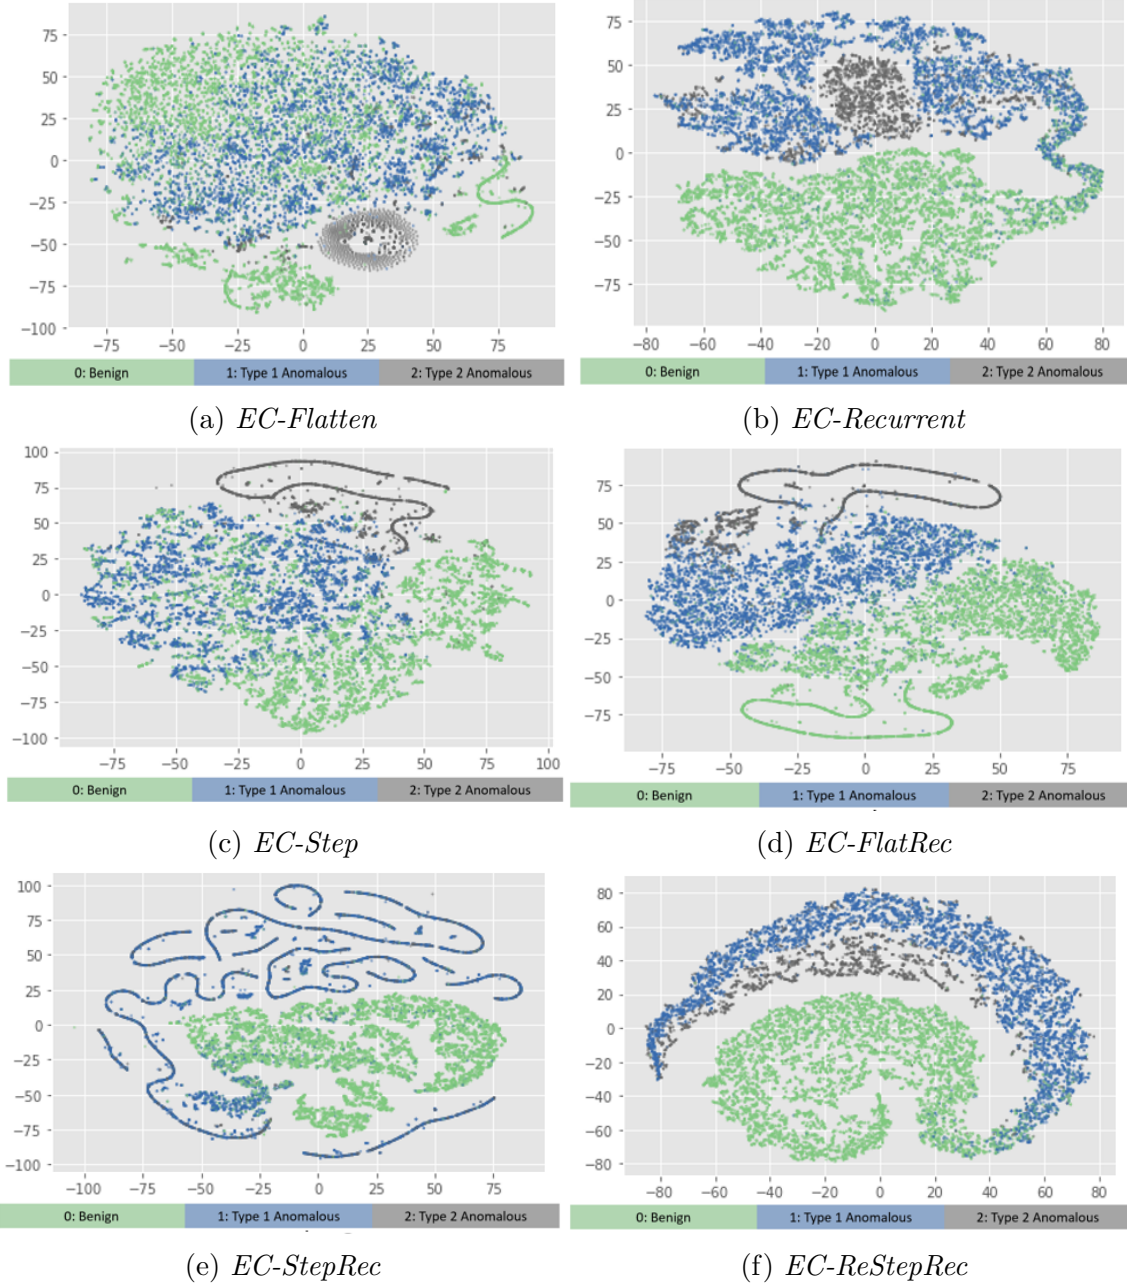 75
50
25
0
−25
−50
−75
−100
−75 −50 −25 0 25 50 75
0: Benign 1: Type 1 Anomalous 2: Type 2 Anomalous
(a) EC-Flatten
75
50
25
0
−25
−50
−75
−80 −60 −40 −20 0 20 40 60 80
0: Benign 1: Type 1 Anomalous 2: Type 2 Anomalous
(b) EC-Recurrent
100
75
50
25
0
−25
−50
−75
−100
−75 −50 −25 0 25 50 75 100
0: Benign 1: Type 1 Anomalous 2: Type 2 Anomalous
(c) EC-Step
75
50
25
0
−25
−50
−75
−75 −50 −25 0 25 50 75
0: Benign 1: Type 1 Anomalous 2: Type 2 Anomalous
(d) EC-FlatRec
100
75
50
25
0
−25
−50
−75
−100
−100 −75 −50 −25 0 25 50 75
0: Benign 1: Type 1 Anomalous 2: Type 2 Anomalous
(e) EC-StepRec
80
60
40
20
0
−20
−40
−60
−80
−80 −60 −40 −20 0 20 40 60 80
0: Benign 1: Type 1 Anomalous 2: Type 2 Anomalous
(f) EC-ReStepRec